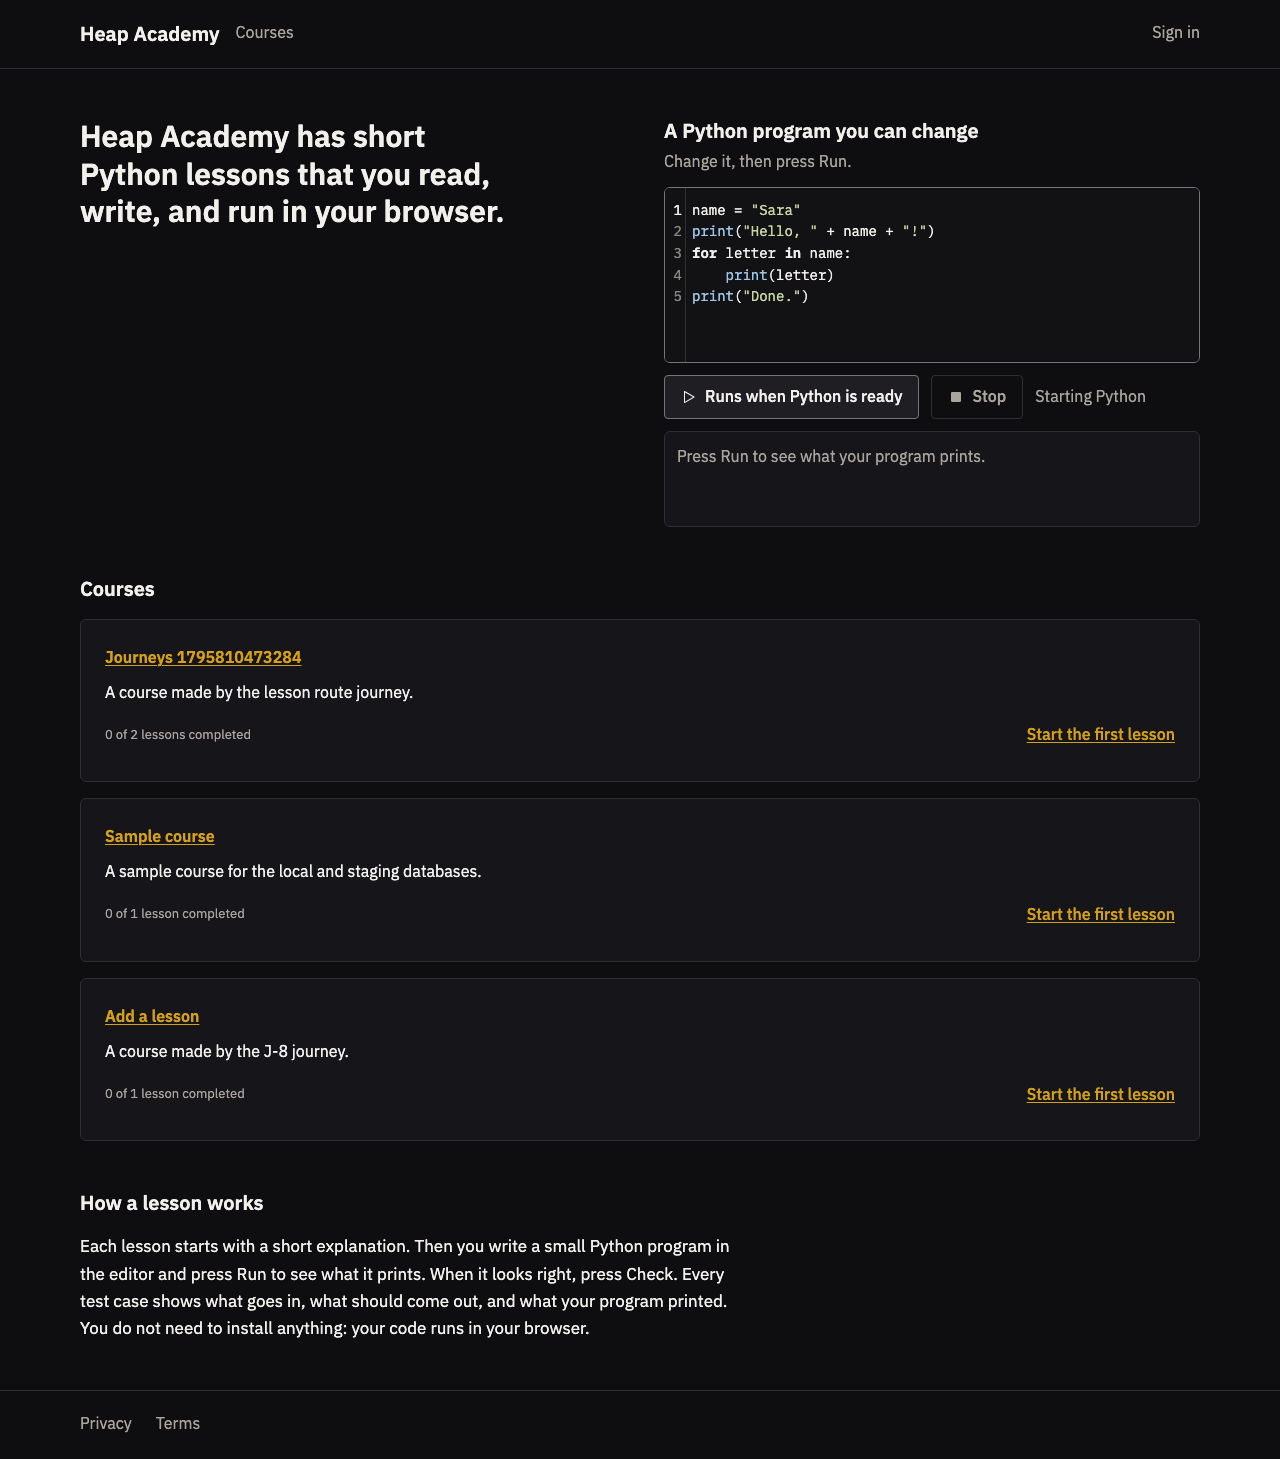 Heap Academy Courses Sign in
Heap Academy has short
Python lessons that you read,
write, and run in your browser.
A Python program you can change
Change it, then press Run.
1 name = "Sara"
2 print("Hello, " + name + "!")
3 for letter in name:
4     print(letter)
5 print("Done.")
Runs when Python is ready Stop Starting Python
Press Run to see what your program prints.
Courses
Journeys 1795810473284
A course made by the lesson route journey.
0 of 2 lessons completed Start the first lesson
Sample course
A sample course for the local and staging databases.
0 of 1 lesson completed Start the first lesson
Add a lesson
A course made by the J-8 journey.
0 of 1 lesson completed Start the first lesson
How a lesson works
Each lesson starts with a short explanation. Then you write a small Python program in
the editor and press Run to see what it prints. When it looks right, press Check. Every
test case shows what goes in, what should come out, and what your program printed.
You do not need to install anything: your code runs in your browser.
Privacy Terms